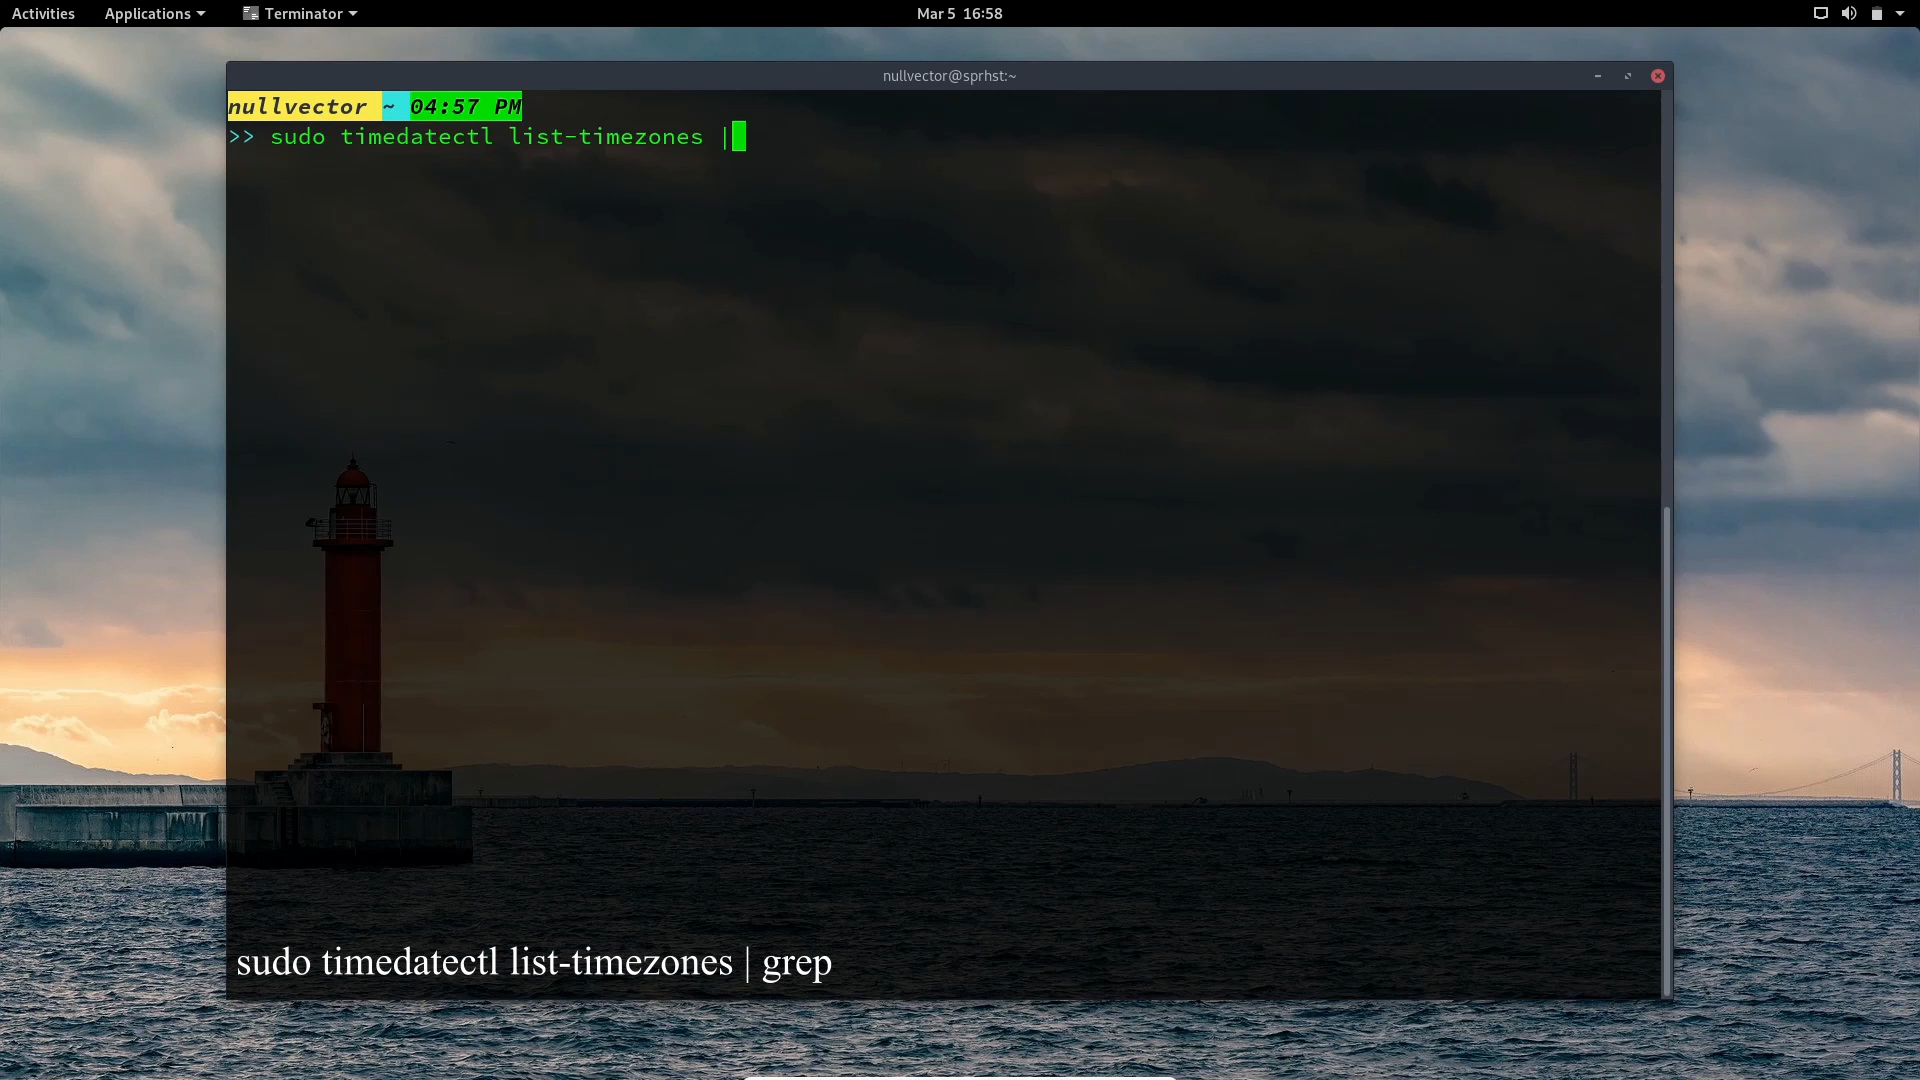 Activities Applications Terminator Mar 5 16:58
nullvector@sprhst:~
nullvector ~ 04:57 PM
>> sudo timedatectl list-timezones |
sudo timedatectl list-timezones | grep